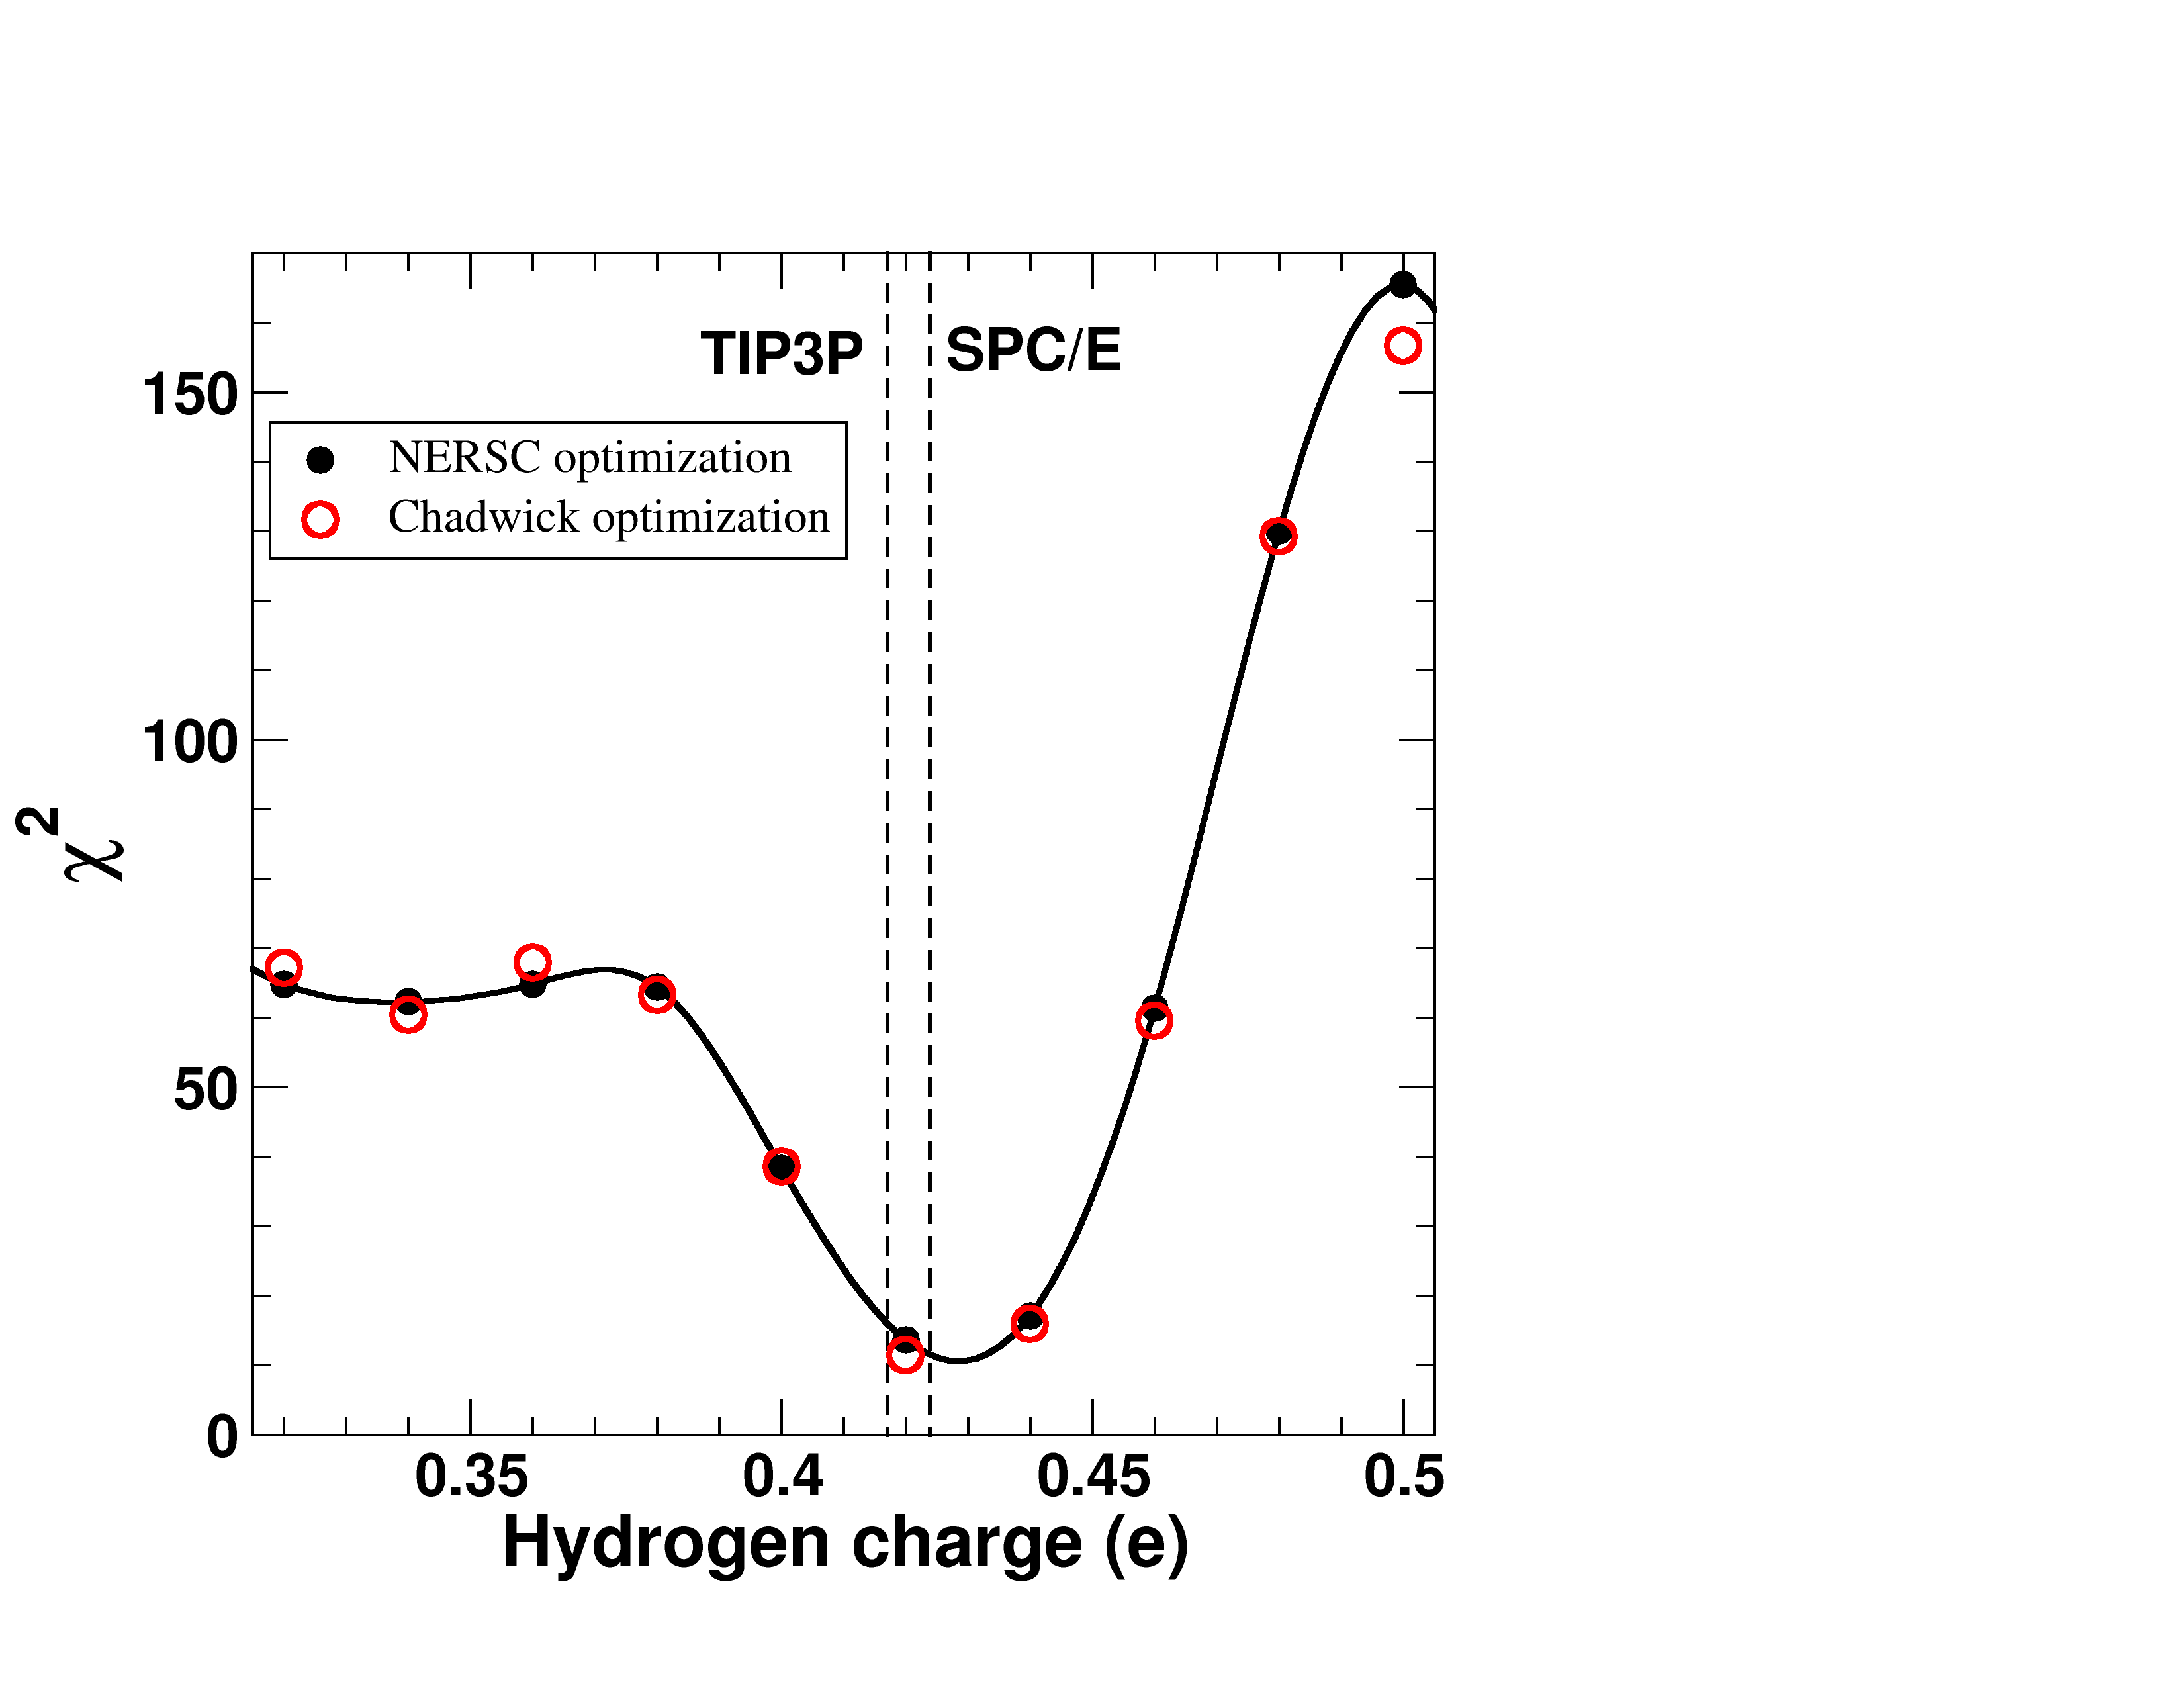 TIP3P
SPC/E
150
NERSC optimization
Chadwick optimization
100
χ²
50
0
0.35
0.4
0.45
0.5
Hydrogen charge (e)